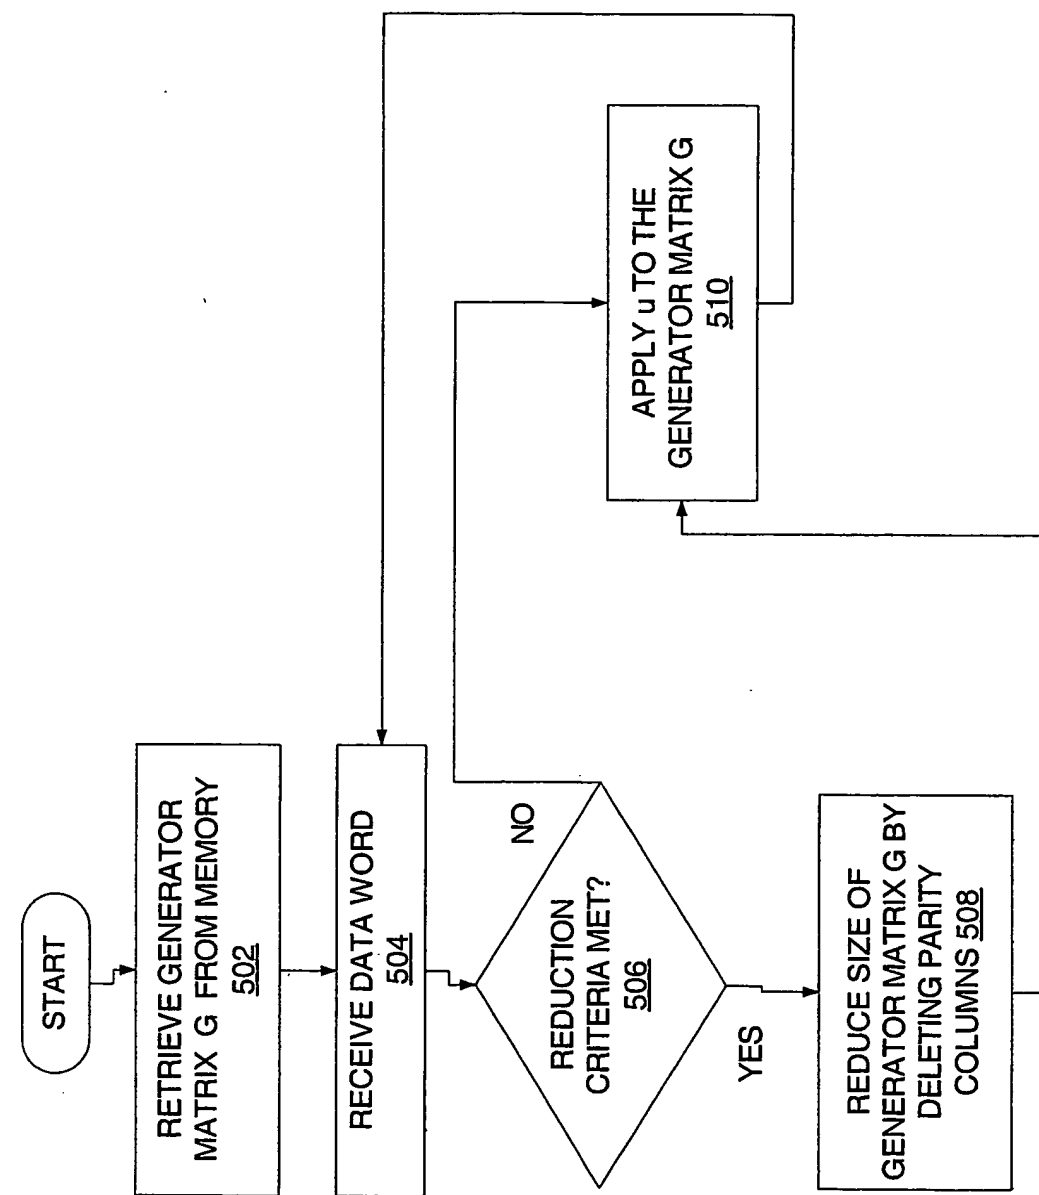 START
RETRIEVE GENERATOR
MATRIX G FROM MEMORY
502
RECEIVE DATA WORD
504
REDUCTION
CRITERIA MET?
506
NO
YES
REDUCE SIZE OF
GENERATOR MATRIX G BY
DELETING PARITY
COLUMNS 508
APPLY u TO THE
GENERATOR MATRIX G
510